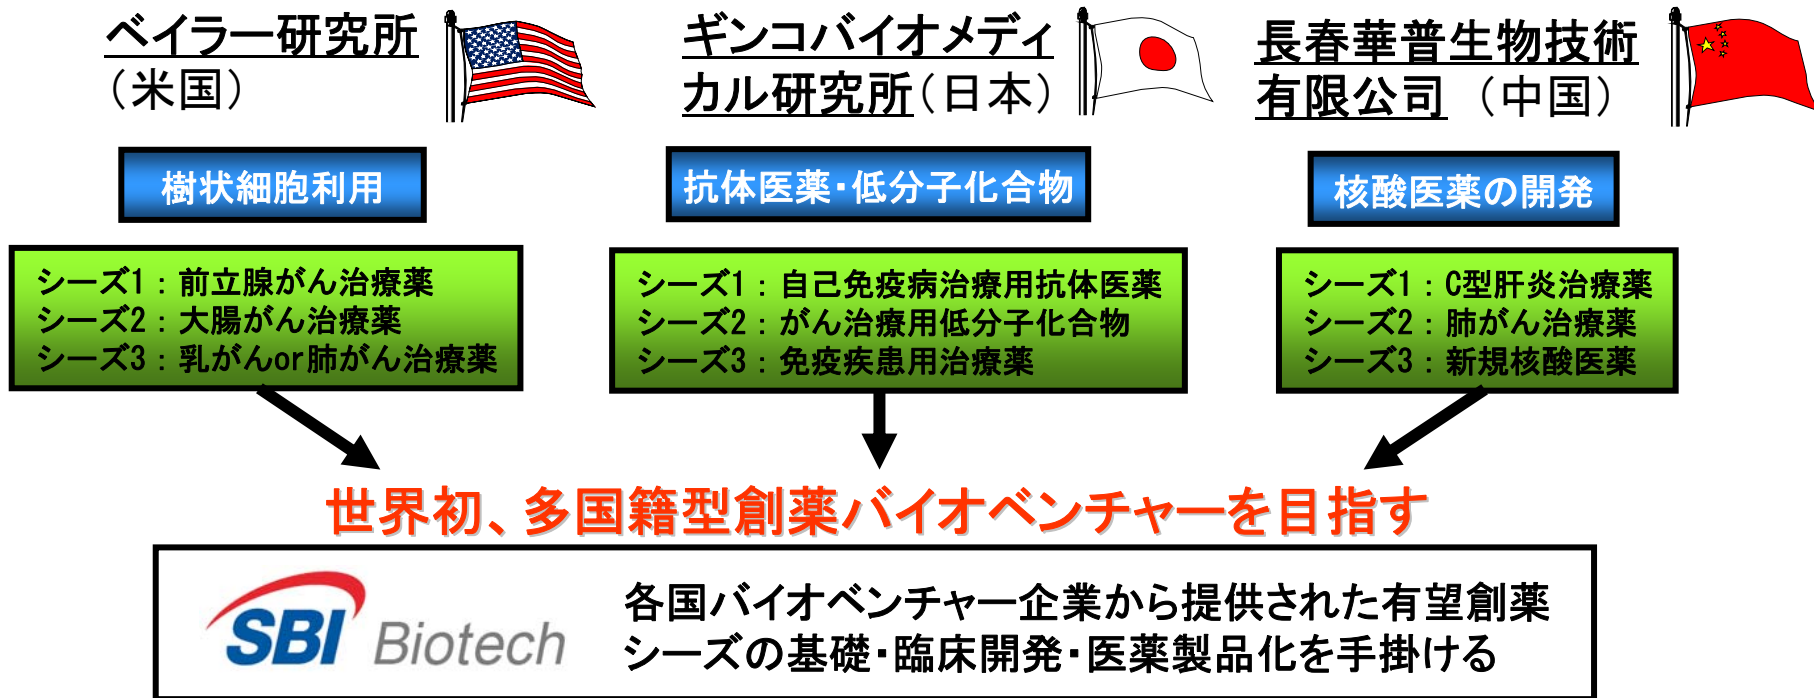 ベイラー研究所
（米国）
ギンコバイオメディ
カル研究所（日本）
長春華普生物技術
有限公司 （中国）
樹状細胞利用
抗体医薬・低分子化合物
核酸医薬の開発
シーズ1：前立腺がん治療薬
シーズ2：大腸がん治療薬
シーズ3：乳がんor肺がん治療薬
シーズ1：自己免疫病治療用抗体医薬
シーズ2：がん治療用低分子化合物
シーズ3：免疫疾患用治療薬
シーズ1：C型肝炎治療薬
シーズ2：肺がん治療薬
シーズ3：新規核酸医薬
世界初、多国籍型創薬バイオベンチャーを目指す
SBI Biotech
各国バイオベンチャー企業から提供された有望創薬
シーズの基礎・臨床開発・医薬製品化を手掛ける